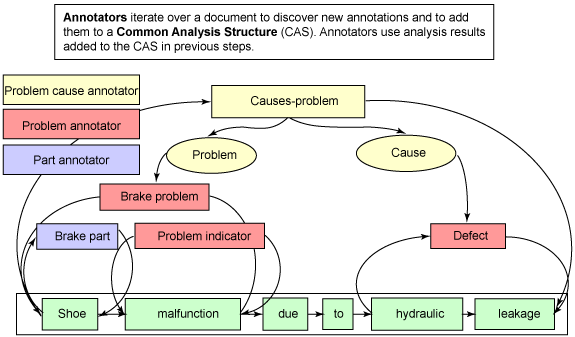 Annotators iterate over a document to discover new annotations and to add
them to a Common Analysis Structure (CAS). Annotators use analysis results
added to the CAS in previous steps.
Problem cause annotator
Causes-problem
Problem annotator
Part annotator
Problem
Cause
Brake problem
Brake part
Problem indicator
Defect
Shoe
malfunction
due
to
hydraulic
leakage